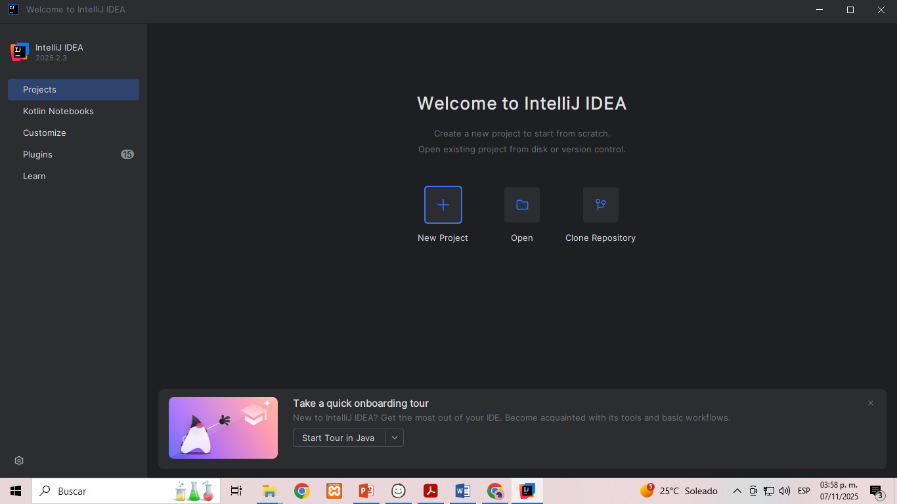 Welcome to IntelliJ IDEA
IntelliJ IDEA
2025.2.3
Projects
Kotlin Notebooks
Customize
Plugins
15
Learn
Welcome to IntelliJ IDEA
Create a new project to start from scratch.
Open existing project from disk or version control.
New Project
Open
Clone Repository
Take a quick onboarding tour
New to IntelliJ IDEA? Get the most out of your IDE. Become acquainted with its tools and basic workflows.
Start Tour in Java
Buscar
25°C Soleado
ESP
03:58 p. m.
07/11/2025
3